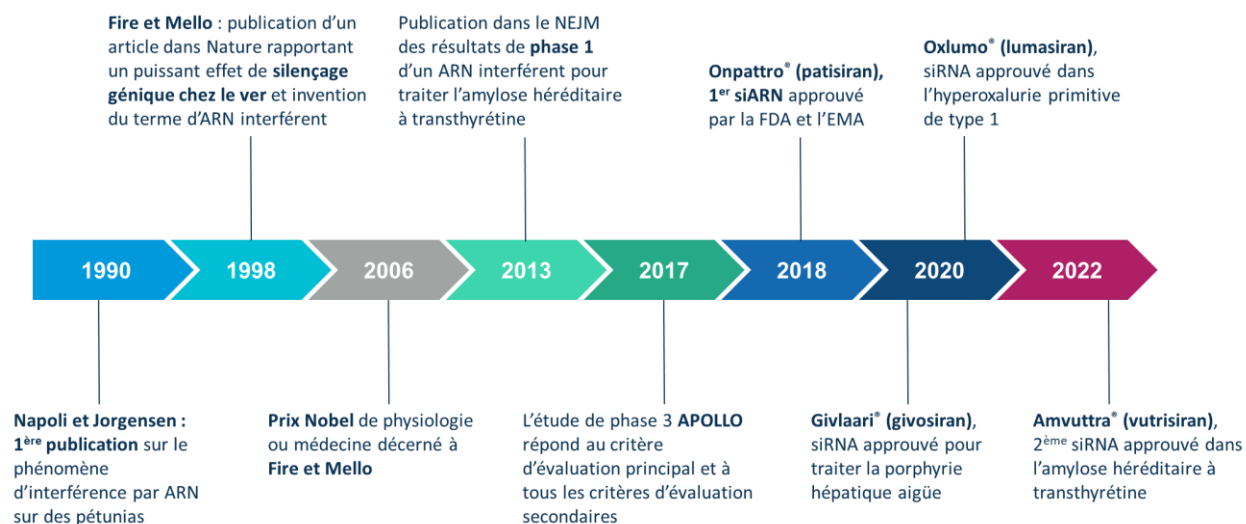 Fire et Mello : publication d'un
article dans Nature rapportant
un puissant effet de silençage
génique chez le ver et invention
du terme d'ARN interférent
Publication dans le NEJM
des résultats de phase 1
d'un ARN interférent pour
traiter l'amylose héréditaire
à transthyrétine
Onpattro® (patisiran),
1er siARN approuvé
par la FDA et l'EMA
Oxlumo® (lumasiran),
siRNA approuvé dans
l'hyperoxalurie primitive
de type 1
1990
1998
2006
2013
2017
2018
2020
2022
Napoli et Jorgensen :
1ère publication sur le
phénomène
d'interférence par ARN
sur des pétunias
Prix Nobel de physiologie
ou médecine décerné à
Fire et Mello
L'étude de phase 3 APOLLO
répond au critère
d'évaluation principal et à
tous les critères d'évaluation
secondaires
Givlaari® (givosiran),
siRNA approuvé pour
traiter la porphyrie
hépatique aigüe
Amvuttra® (vutrisiran),
2ème siRNA approuvé dans
l'amylose héréditaire à
transthyrétine